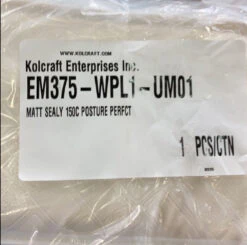 WWW.KOLCRAFT.COM
Kolcraft Enterprises Inc.
EM375-WPL1-UM01
MATT SEALY 150C POSTURE PERFCT
1 PCS/CTN